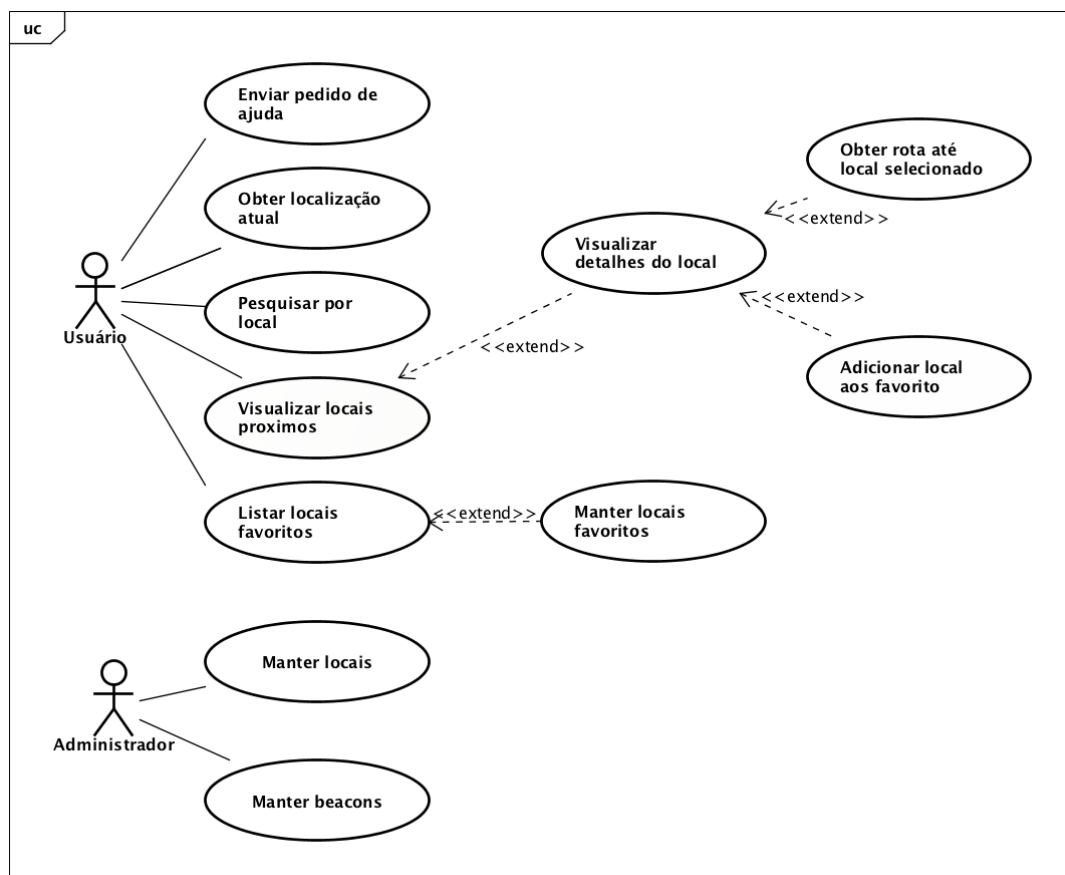 uc
Enviar pedido de
ajuda
Obter localização
atual
Pesquisar por
local
Usuário
Visualizar locais
proximos
Listar locais
favoritos
<<extend>>
Manter locais
favoritos
<<extend>>
Visualizar
detalhes do local
<<extend>>
Obter rota até
local selecionado
<<extend>>
Adicionar local
aos favorito
Manter locais
Administrador
Manter beacons